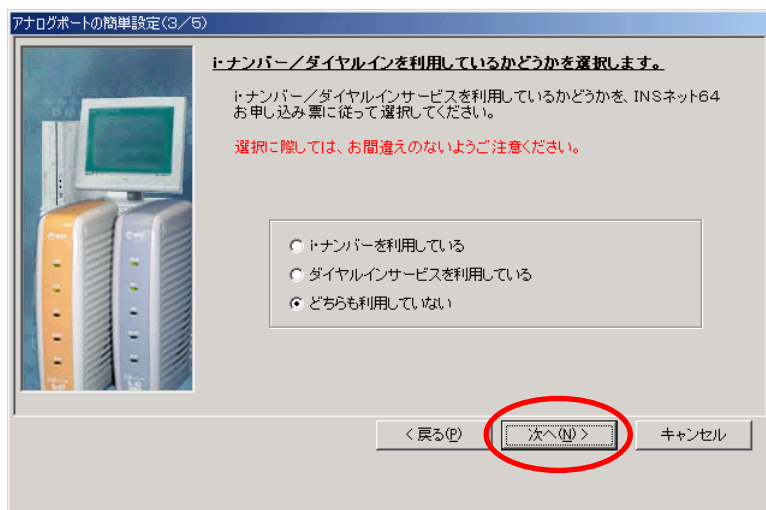 アナログポートの簡単設定(3／5)
i・ナンバー／ダイヤルインを利用しているかどうかを選択します。
i・ナンバー／ダイヤルインサービスを利用しているかどうかを、INSネット64
お申し込み票に従って選択してください。
選択に際しては、お間違えのないようご注意ください。
i・ナンバーを利用している
ダイヤルインサービスを利用している
どちらも利用していない
< 戻る(P)
次へ(N) >
キャンセル